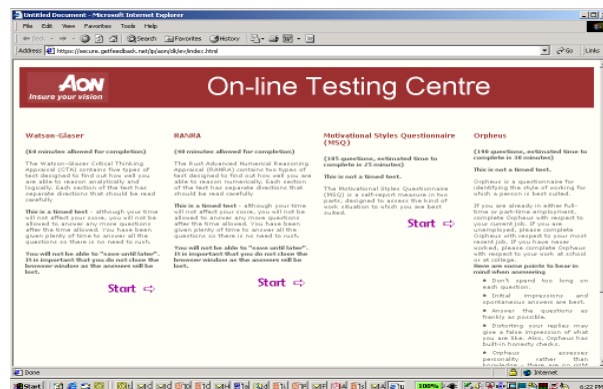 Untitled Document - Microsoft Internet Explorer
File Edit View Favorites Tools Help
Back
Search Favorites History
Address https://secure.getfeedback.net/ip/aon/dk/ev/index.html
Go Links
AON
Insure your vision
On-line Testing Centre
Watson-Glaser
(80 minutes allowed for completion)
The Watson-Glaser Critical Thinking
Appraisal (CTA) contains five types of
text designed to find out how well you
are able to reason analytically and
logically. Each section of the text has
separate directions that should be read
carefully
This is a timed test - although your time
will not affect your score, you will not be
allowed to answer any more questions
after the time allowed. You have been
given plenty of time to answer all the
questions so there is no need to rush.
You will not be able to "save until later".
It is important that you do not close the
browser window as the answers will be
lost.
Start
RANRA
minutes allowed for completion)
The Rust Advanced Numerical Reasoning
Appraisal (RANRA) contains two types of
text designed to find out how well you are
able to reason numerically. Each section
of the text has separate directions that
should be read carefully
This is a timed test - although your time
will not affect your score, you will not be
allowed to answer any more questions
after the time allowed. You have been
given plenty of time to answer all the
questions so there is no need to rush.
You will not be able to "save until later".
It is important that you do not close the
browser window as the answers will be
lost.
Start
Motivational Styles Questionnaire
(MSQ)
questions, estimated time to
complete is 25 minutes)
This is not a timed test.
The Motivational Styles Questionnaire
(MSQ) is a self-report measure in two
parts, designed to assess the kind of
work situation to which you are best
suited.
Start
Orpheus
(190 questions, estimated time to
complete is 30 minutes)
This is not a timed test.
Orpheus is a questionnaire for
identifying the style of working for
which a person is best suited.
If you are already in either full-
time or part-time employment,
complete Orpheus with respect to
your current job. If you are
unemployed, please complete
Orpheus with respect to your most
recent job. If you have never
worked, please complete Orpheus
with respect to your work at school
or at college.
Here are some points to bear in
mind when answering
• Don't spend too long on
each question.
• Initial impressions and
spontaneous answers are best.
• Answer the questions as
frankly as possible.
• Distorting your replies may
give a false impression of what
you are like. Also, Orpheus has
built-in honesty checks.
• Orpheus assesses
personality rather than
Done
Internet
Start
100%
6:22 PM